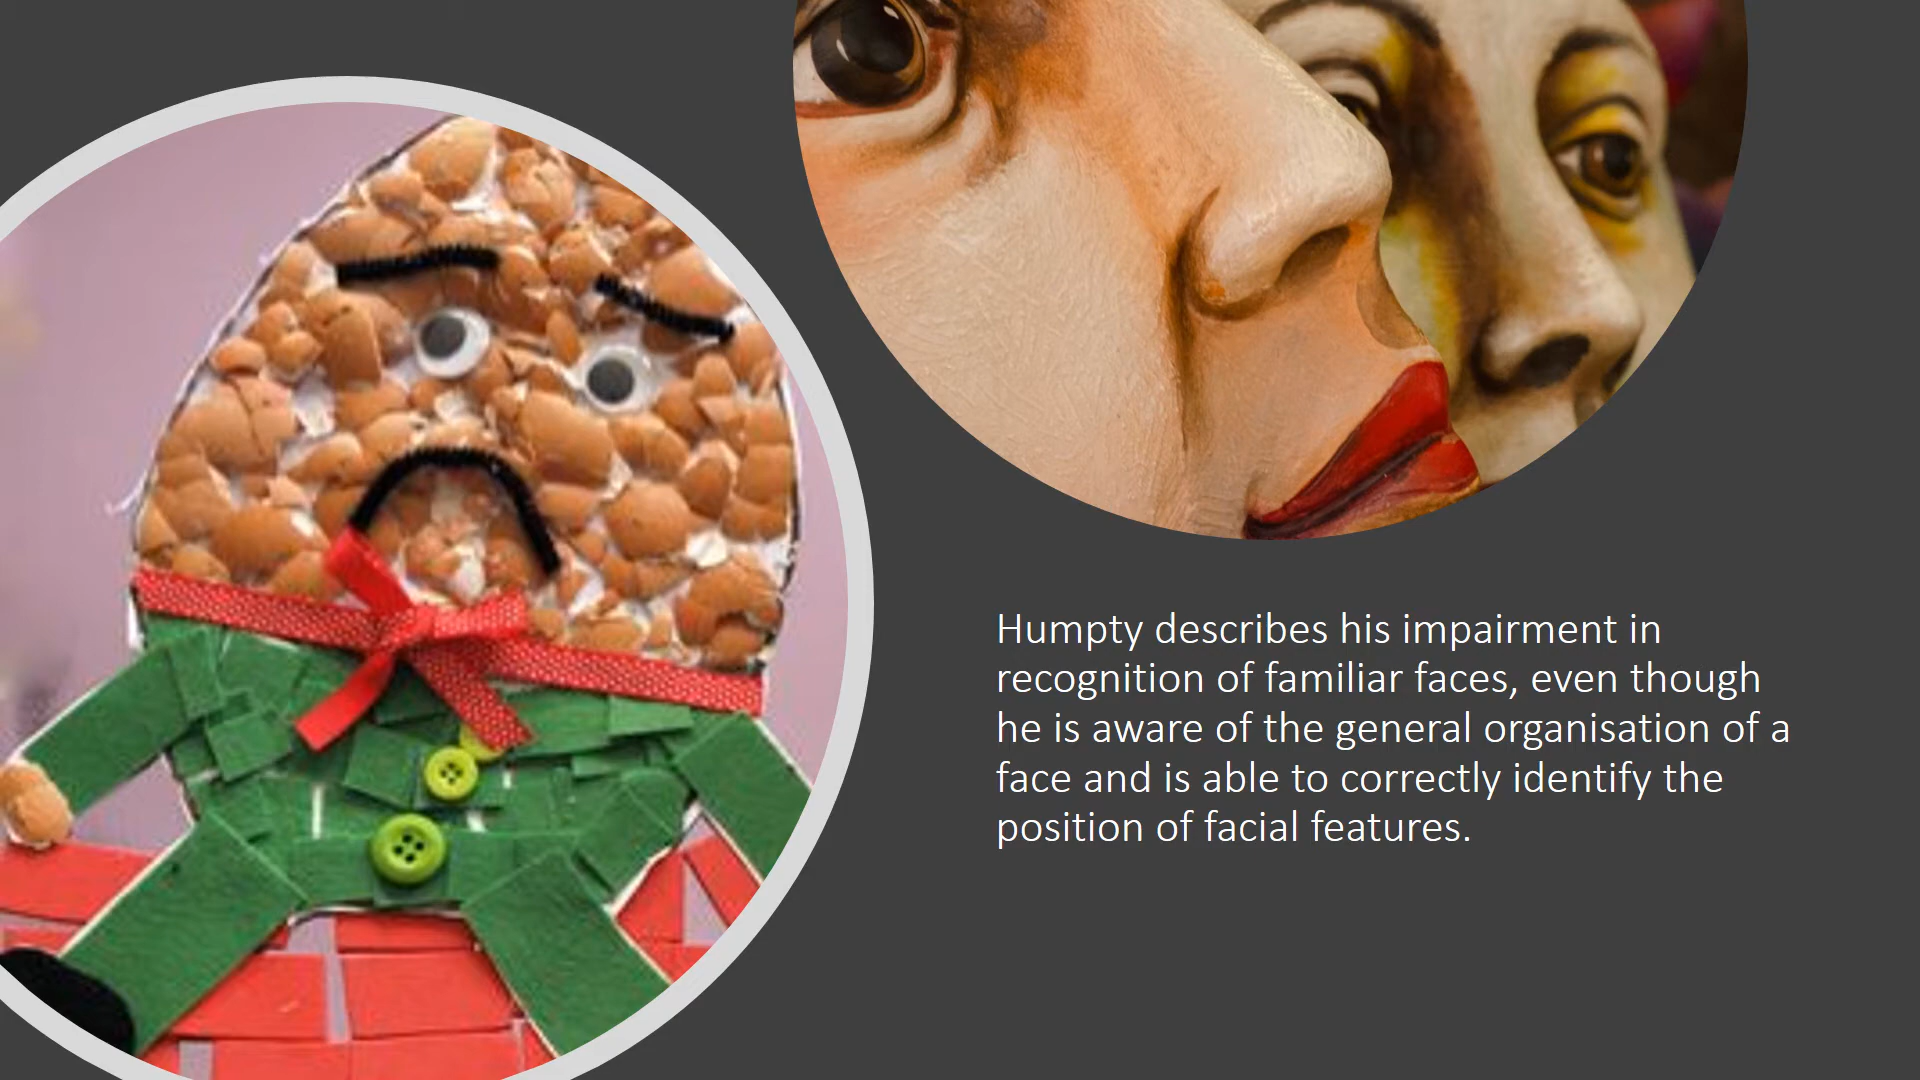 Humpty describes his impairment in
recognition of familiar faces, even though
he is aware of the general organisation of a
face and is able to correctly identify the
position of facial features.